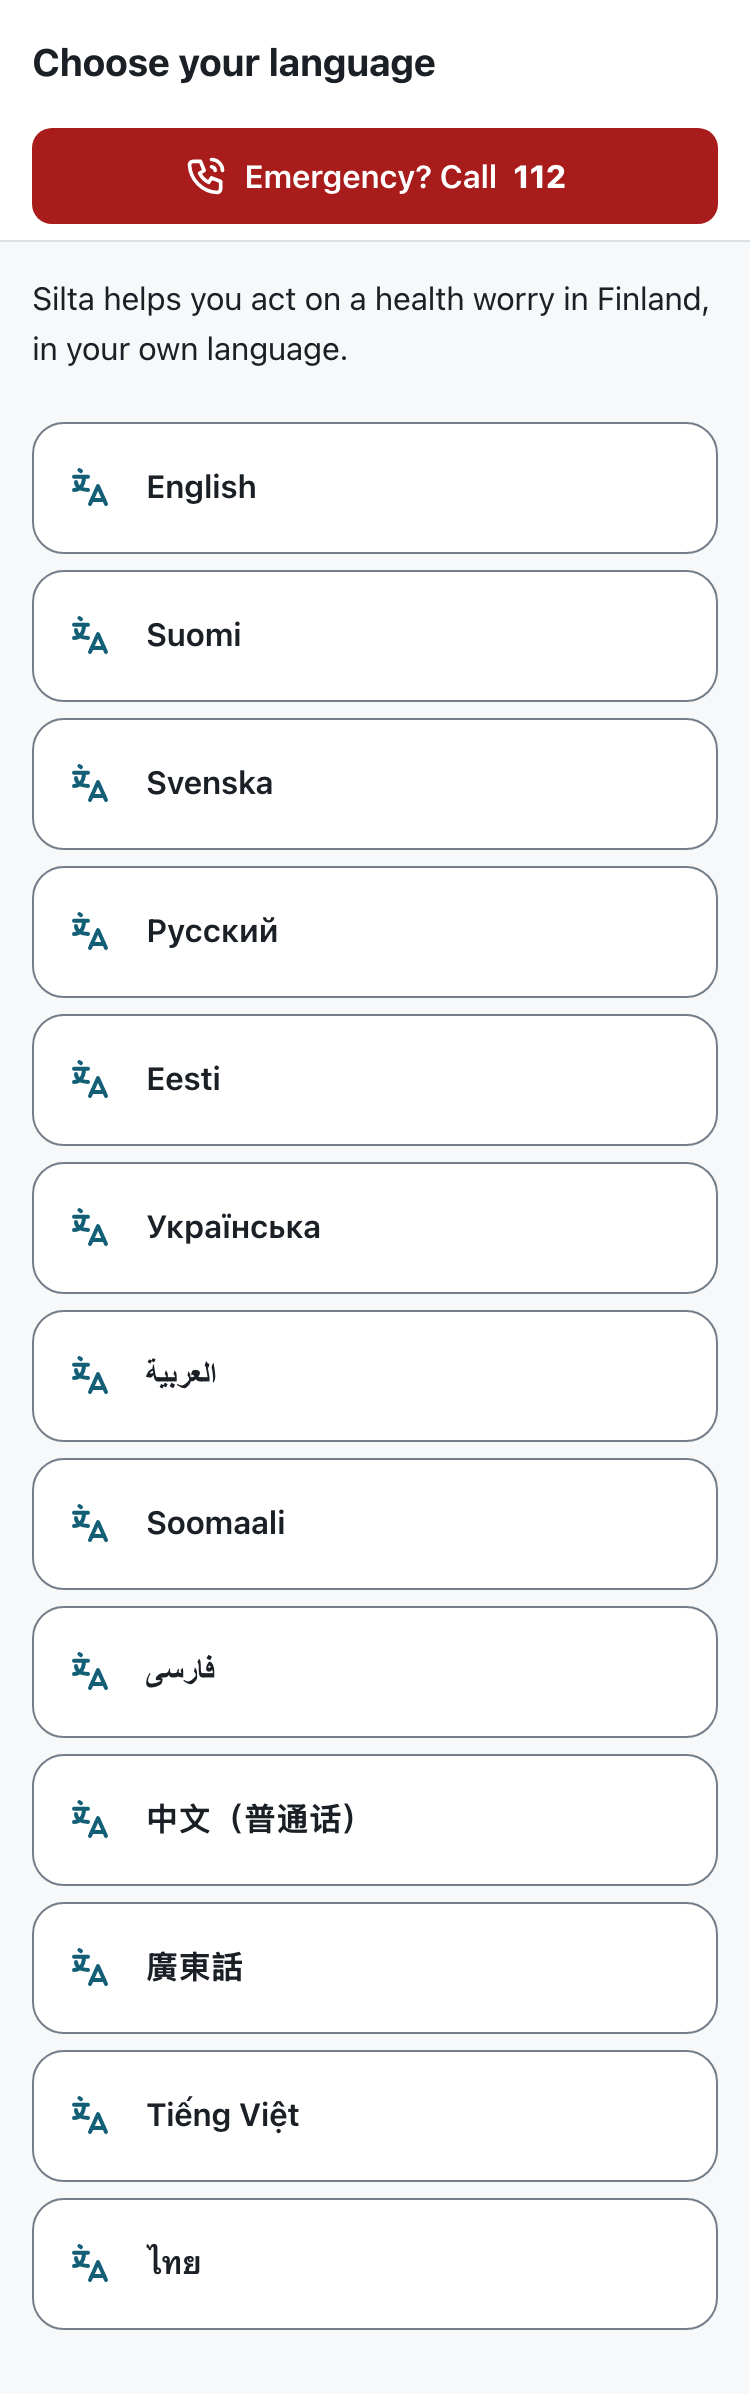 Choose your language
Emergency? Call 112
Silta helps you act on a health worry in Finland,
in your own language.
English
Suomi
Svenska
Русский
Eesti
Українська
العربية
Soomaali
فارسی
中文（普通话）
廣東話
Tiếng Việt
ไทย